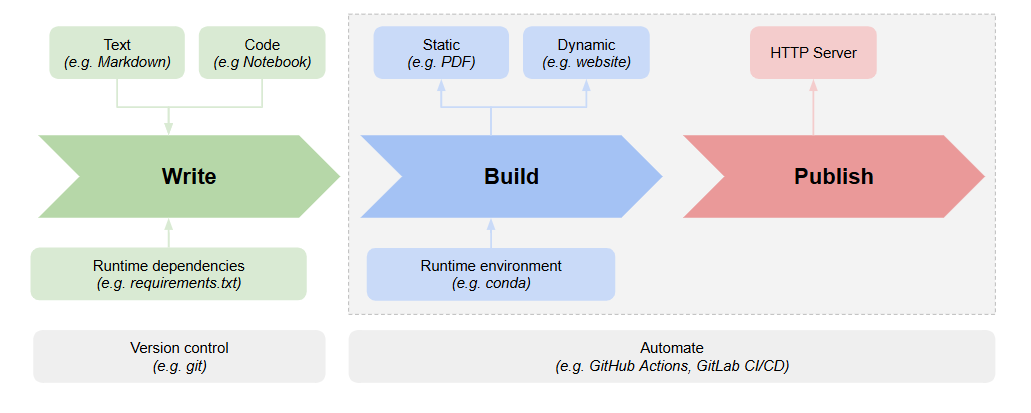 Text
(e.g. Markdown)
Code
(e.g Notebook)
Static
(e.g. PDF)
Dynamic
(e.g. website)
HTTP Server
Write
Build
Publish
Runtime dependencies
(e.g. requirements.txt)
Runtime environment
(e.g. conda)
Version control
(e.g. git)
Automate
(e.g. GitHub Actions, GitLab CI/CD)